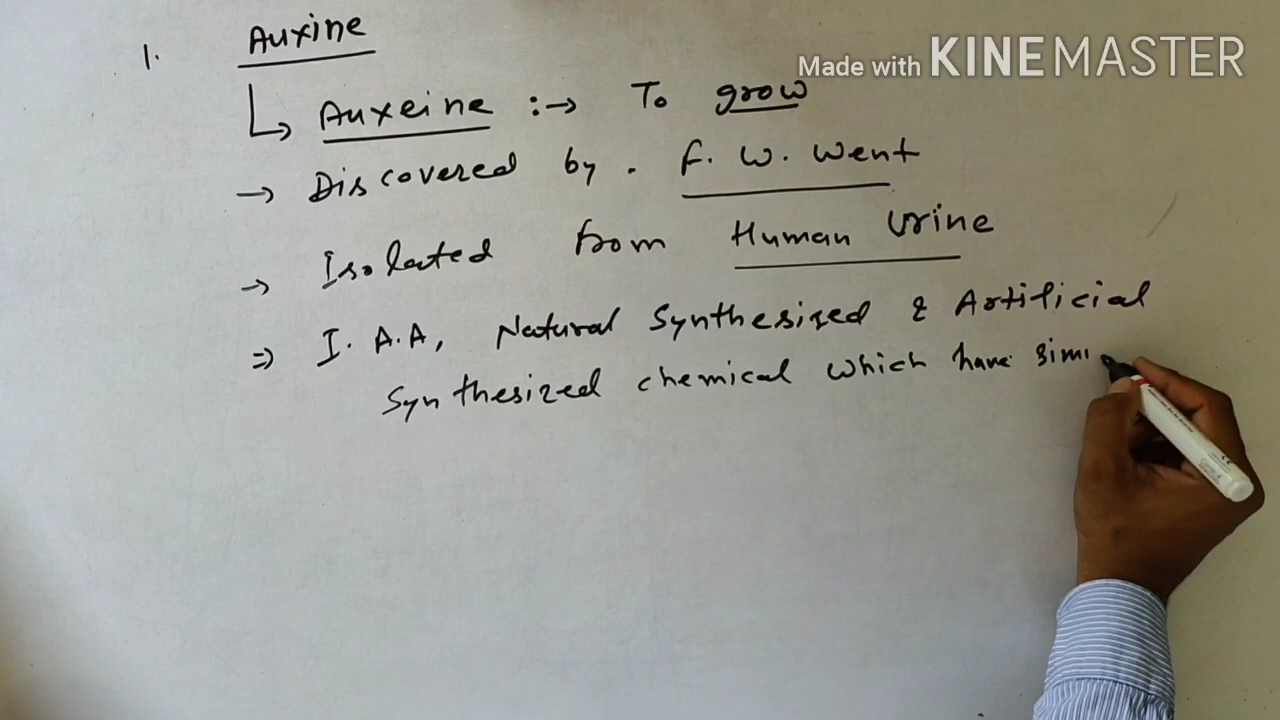 1. Auxine
Made with KINEMASTER
Auxeine :→ To grow
→ Discovered by. F. W. Went
→ Isolated from Human Urine
⇒ I. A.A, Natural Synthesized & Artificial
Synthesized chemical which have simi